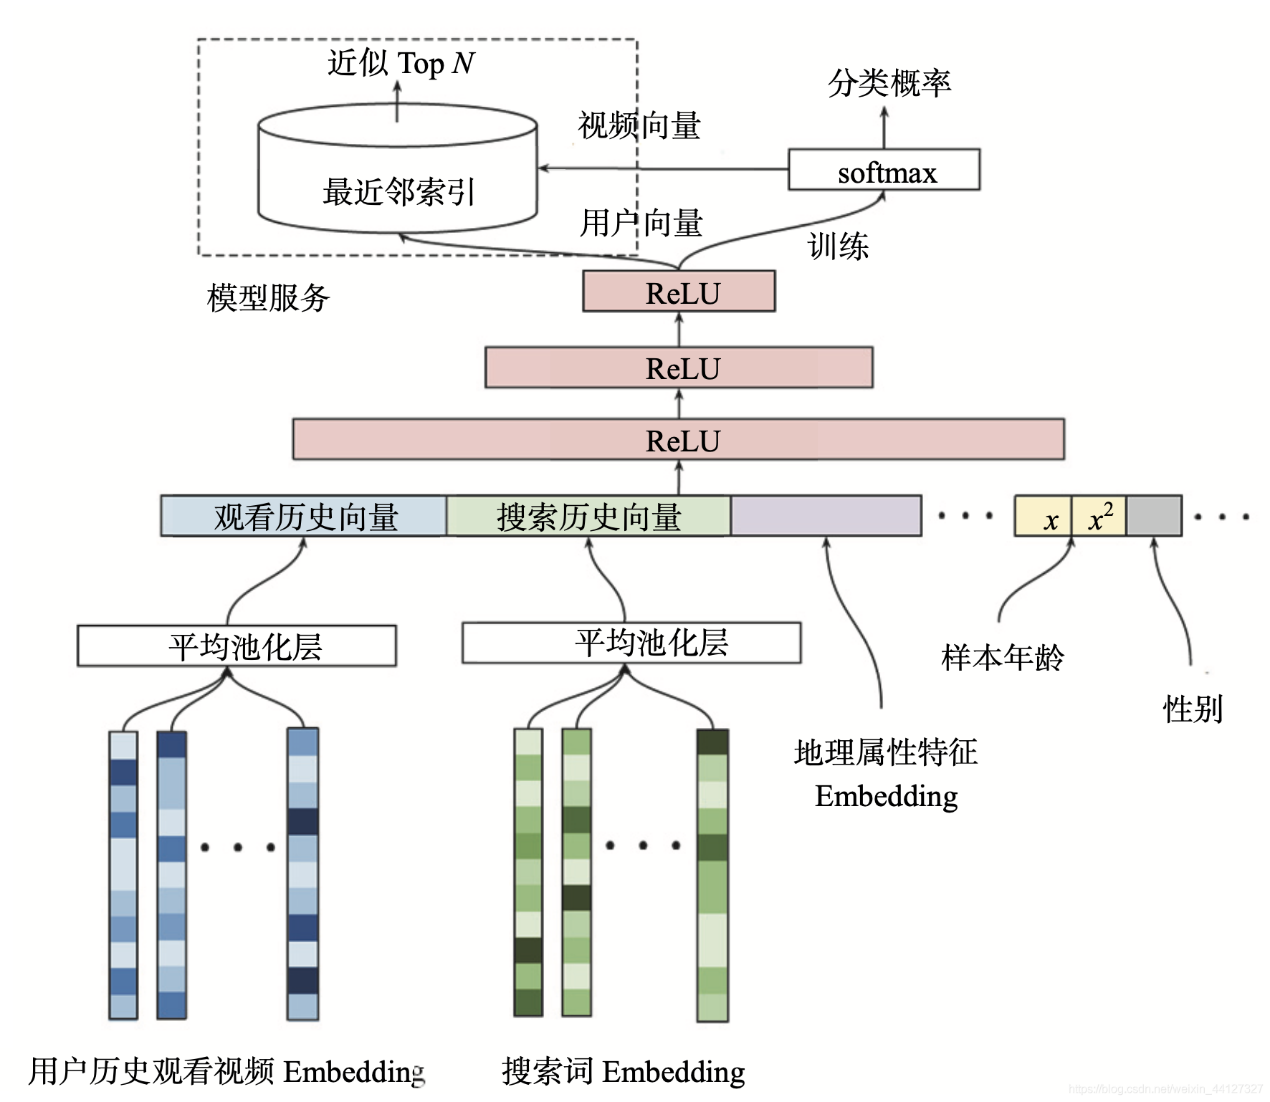 近似 Top N
分类概率
视频向量
softmax
最近邻索引
用户向量
训练
模型服务
ReLU
ReLU
ReLU
观看历史向量 搜索历史向量 x x²
平均池化层 平均池化层
样本年龄
性别
地理属性特征
Embedding
用户历史观看视频 Embedding 搜索词 Embedding
https://blog.csdn.net/weixin_44127327